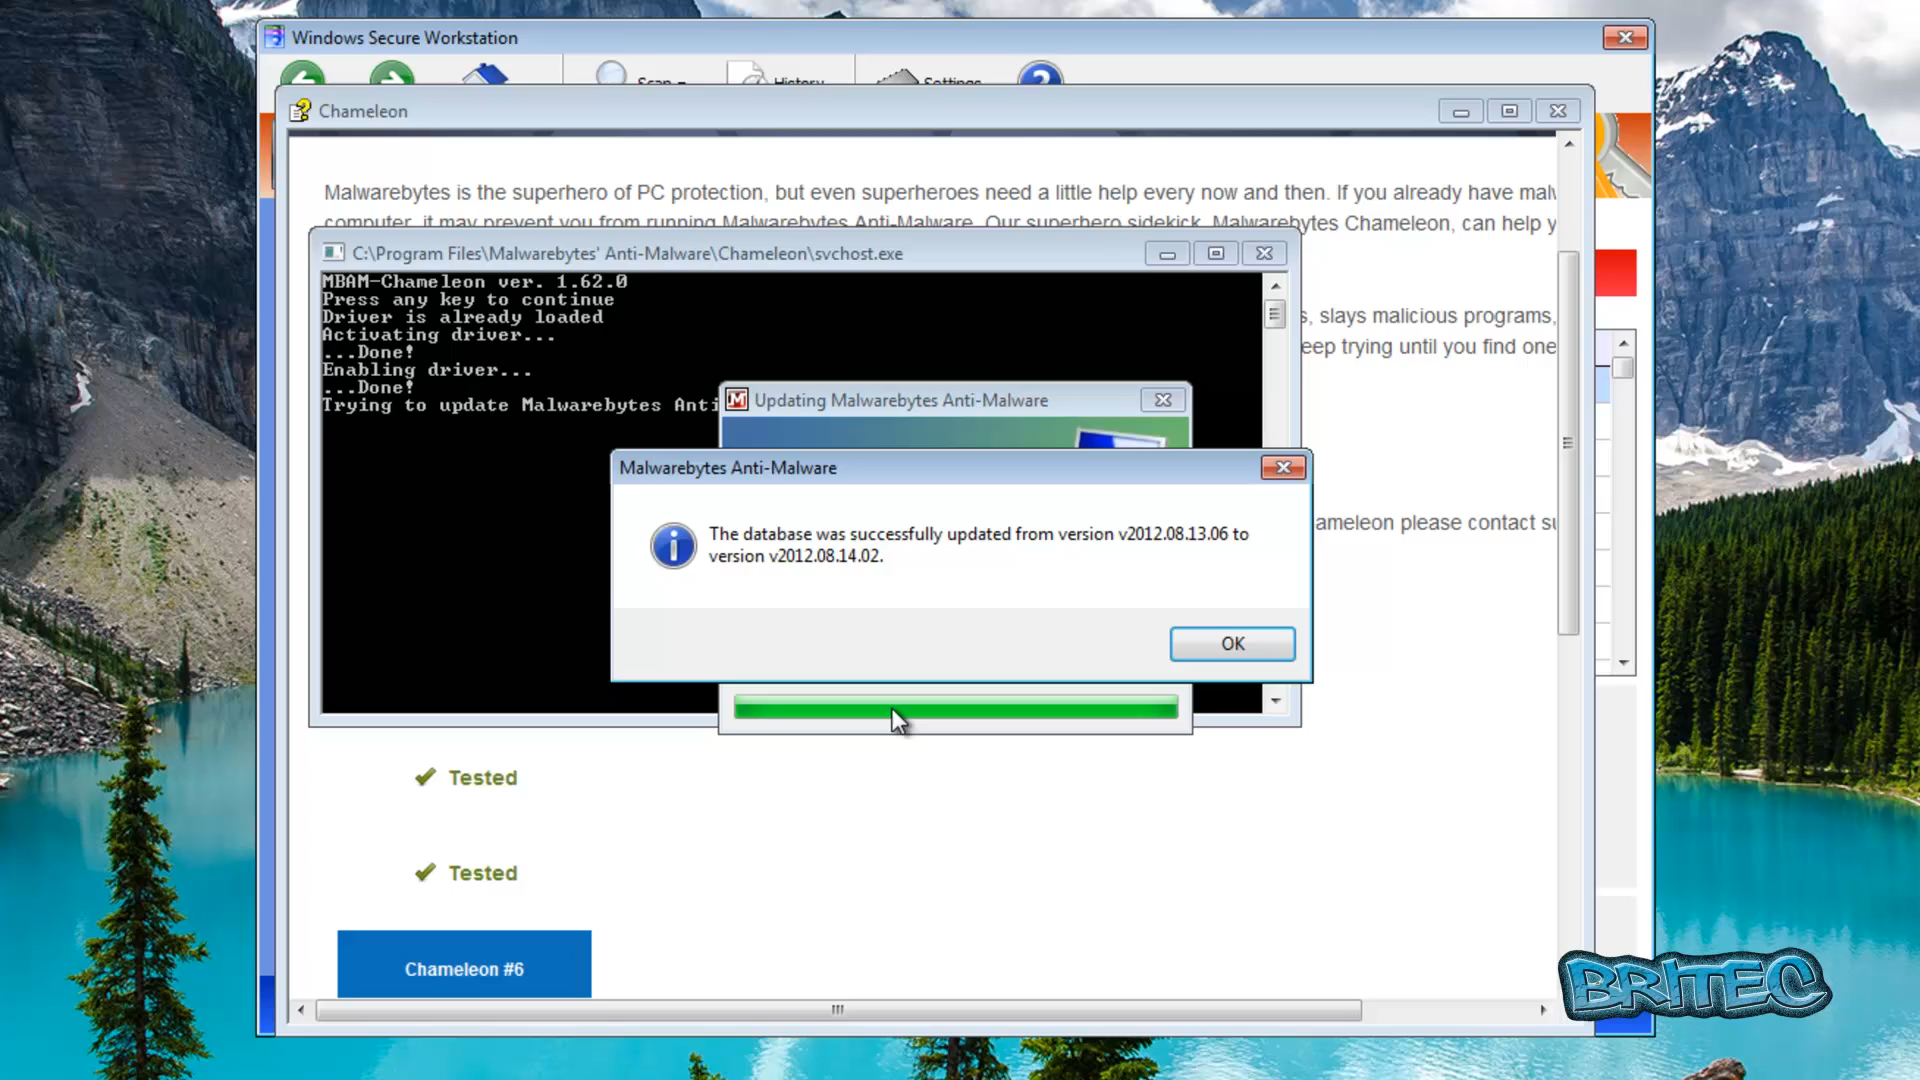 Windows Secure Workstation
Scan History Settings
Chameleon
Malwarebytes is the superhero of PC protection, but even superheroes need a little help every now and then. If you already have
computer, it may prevent you from running Malwarebytes Anti-Malware. Our superhero sidekick, Malwarebytes Chameleon, can help
C:\Program Files\Malwarebytes' Anti-Malware\Chameleon\svchost.exe
MBAM-Chameleon ver. 1.62.0
Press any key to continue
Driver is already loaded
Activating driver...
...Done!
Enabling driver...
...Done!
Trying to update Malwarebytes Anti
, slays malicious programs,
eep trying until you find one
Updating Malwarebytes Anti-Malware
Malwarebytes Anti-Malware
The database was successfully updated from version v2012.08.13.06 to
version v2012.08.14.02.
OK
ameleon please contact
Tested
Tested
Chameleon #6
BRITEC